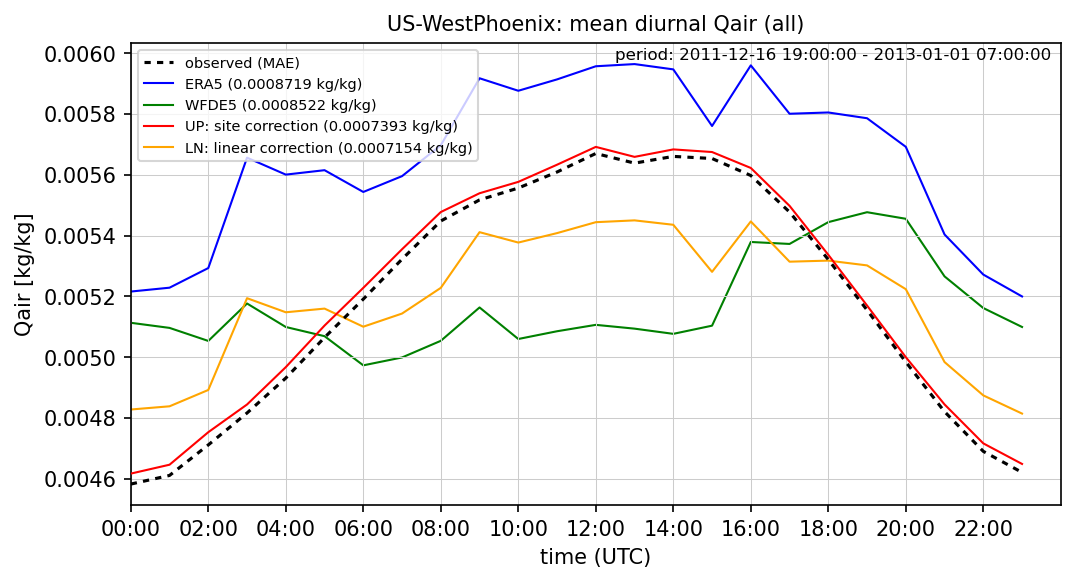 US-WestPhoenix: mean diurnal Qair (all)
period: 2011-12-16 19:00:00 - 2013-01-01 07:00:00
observed (MAE)
ERA5 (0.0008719 kg/kg)
WFDE5 (0.0008522 kg/kg)
UP: site correction (0.0007393 kg/kg)
LN: linear correction (0.0007154 kg/kg)
Qair [kg/kg]
0.0060
0.0058
0.0056
0.0054
0.0052
0.0050
0.0048
0.0046
00:00 02:00 04:00 06:00 08:00 10:00 12:00 14:00 16:00 18:00 20:00 22:00
time (UTC)